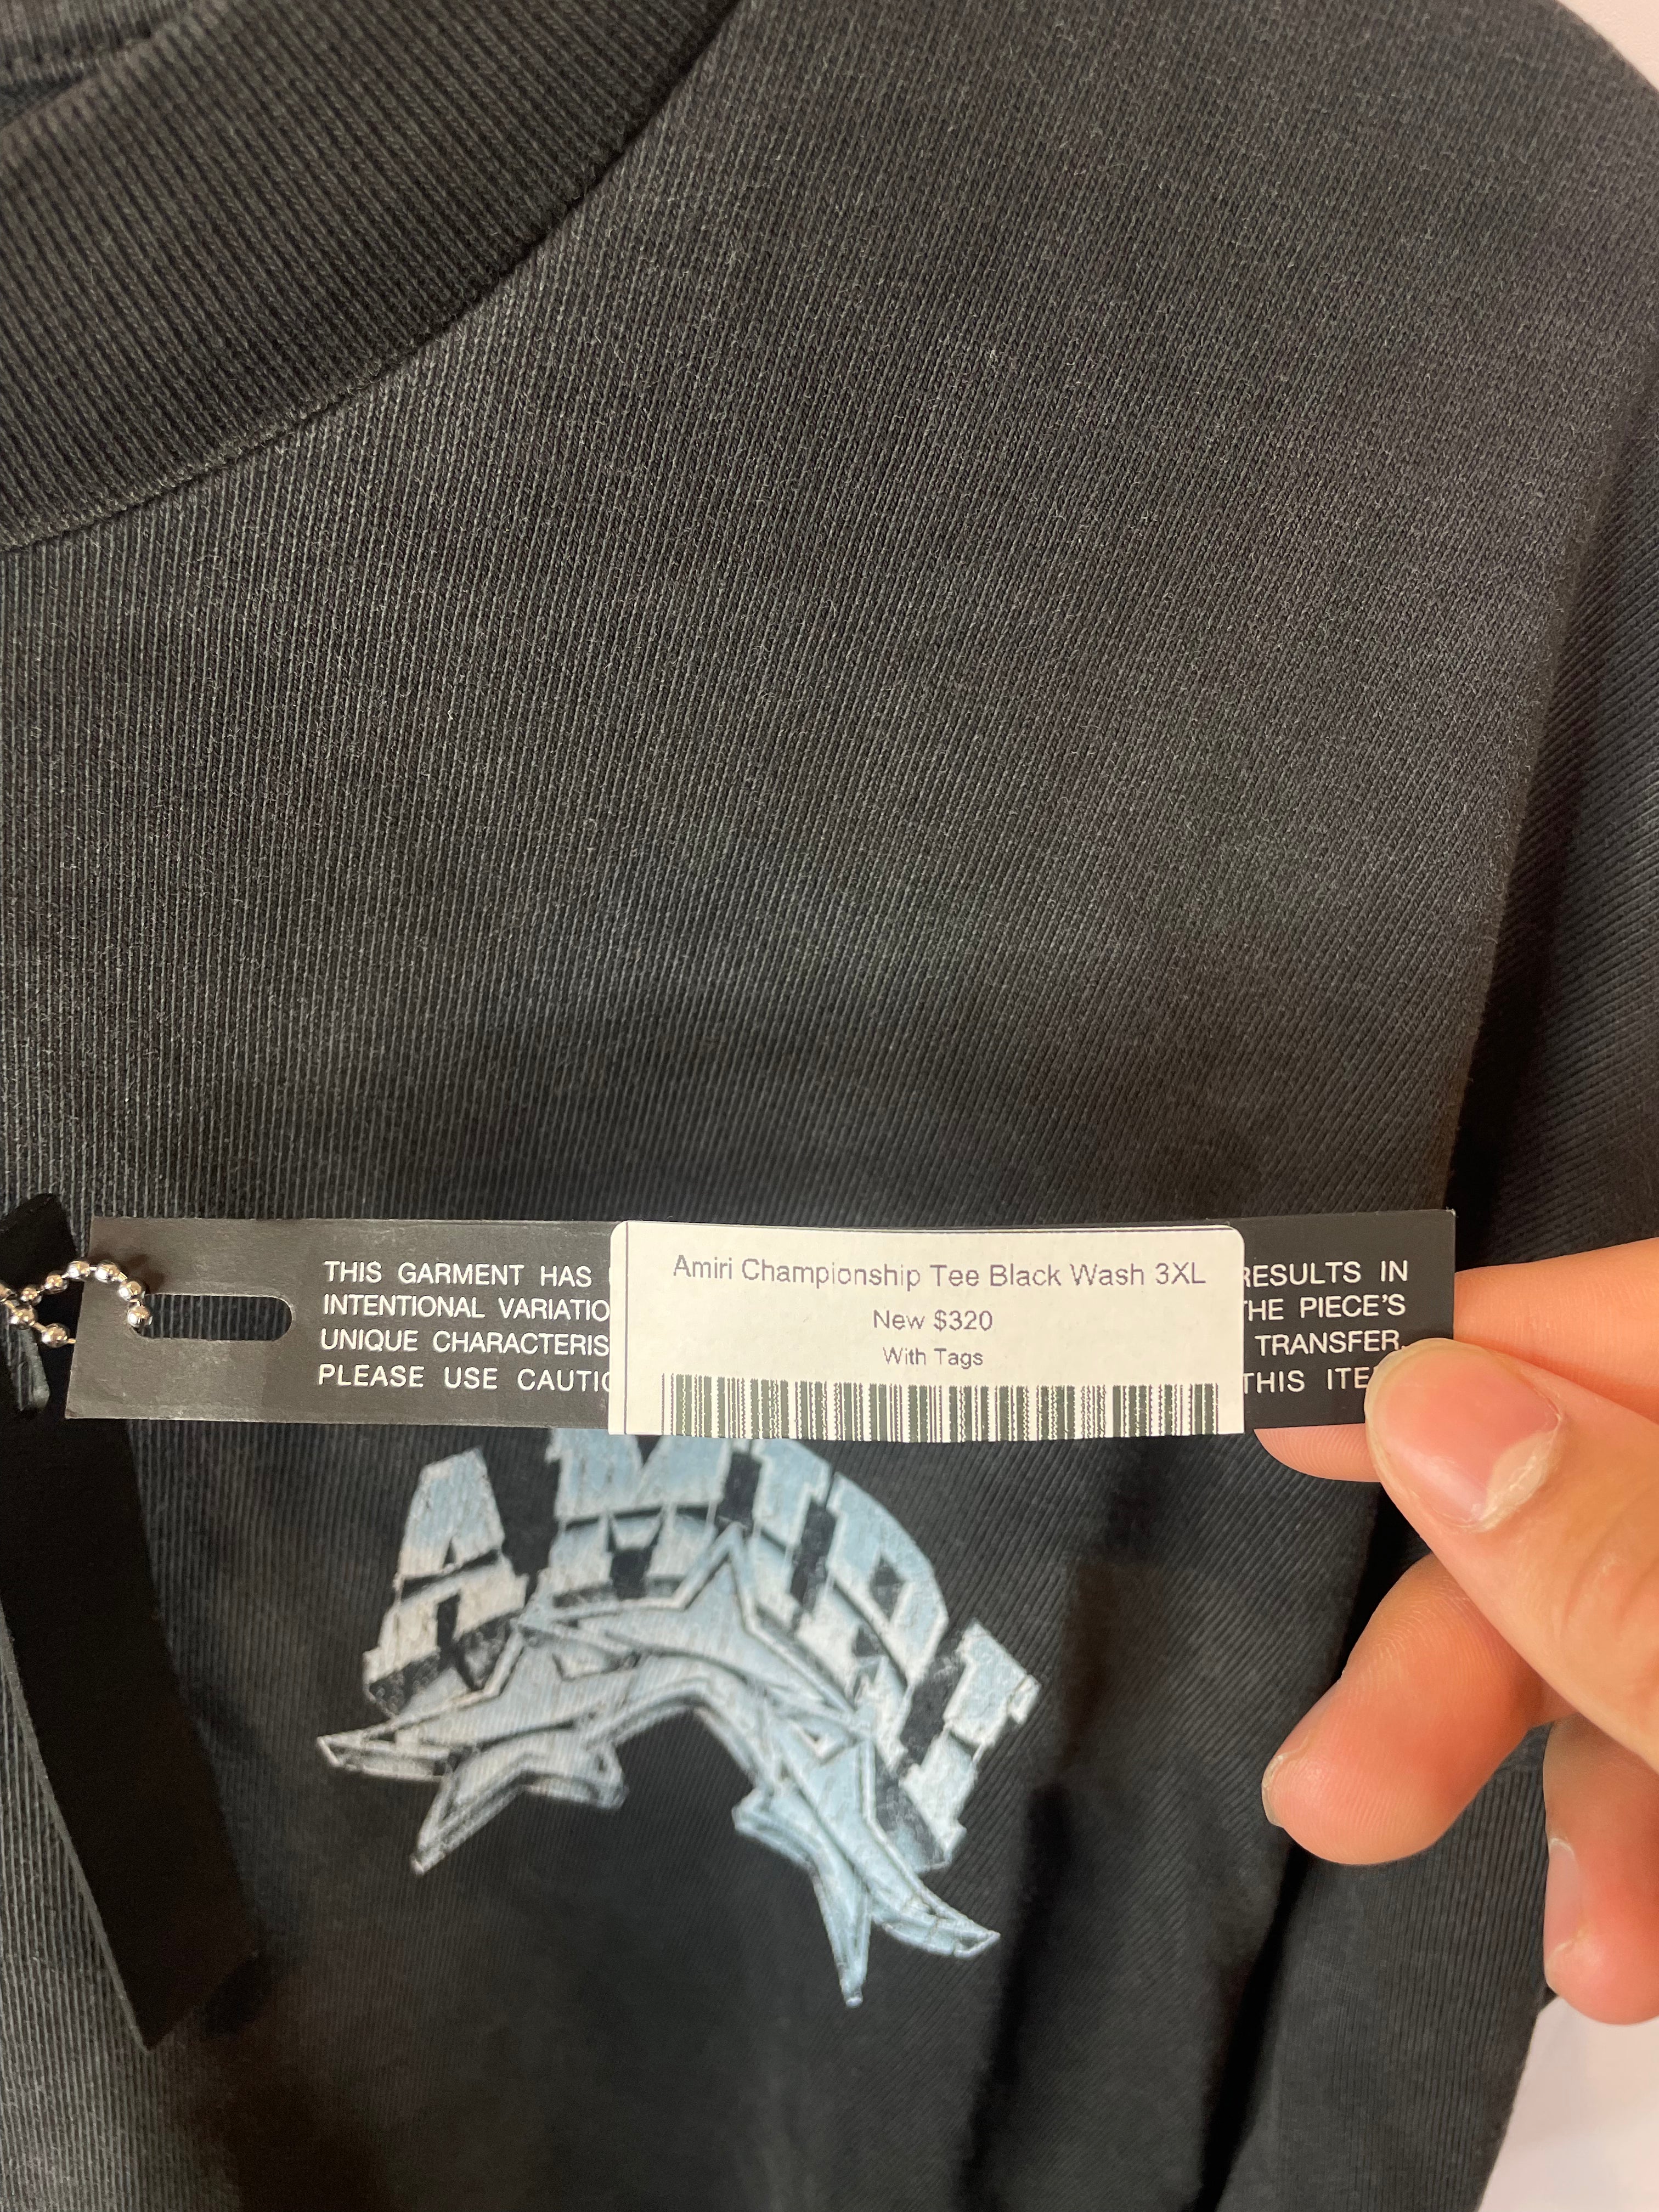 THIS GARMENT HAS
INTENTIONAL VARIATIO
UNIQUE CHARACTERIS
PLEASE USE CAUTIO
Amiri Championship Tee Black Wash 3XL
New $320
With Tags
RESULTS IN
THE PIECE'S
TRANSFER.
THIS ITE
AMIRI